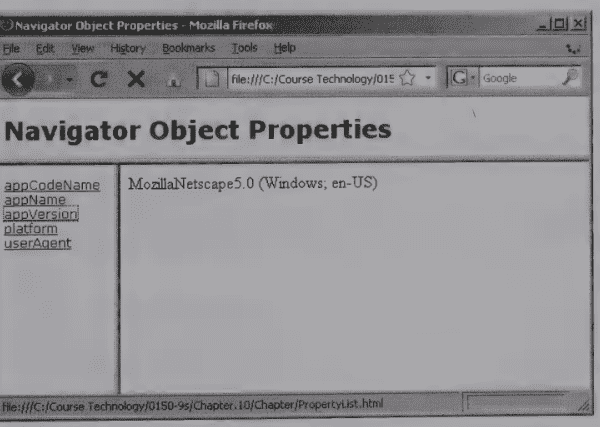 Navigator Object Properties - Mozilla Firefox
File Edit View History Bookmarks Tools Help
file:///C:/Course Technology/015 G Google
Navigator Object Properties
appCodeName
appName
appVersion
platform
userAgent
MozillaNetscape5.0 (Windows; en-US)
file:///C:/Course Technology/0150-9s/Chapter.10/Chapter/PropertyList.html